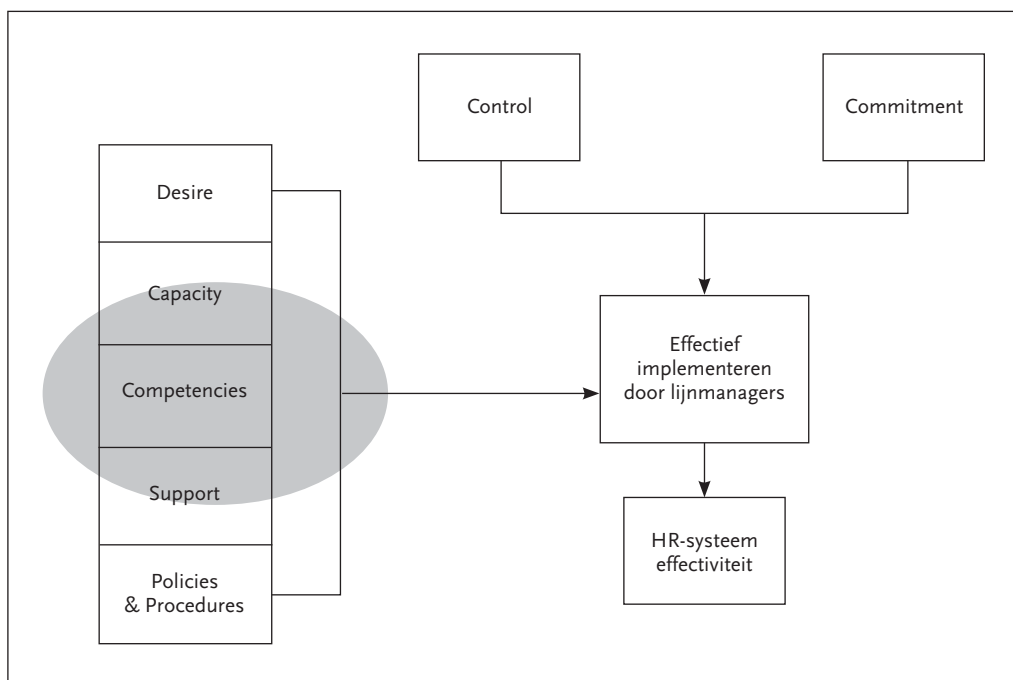 Control
Commitment
Desire
Capacity
Competencies
Support
Policies
& Procedures
Effectief
implementeren
door lijnmanagers
HR-systeem
effectiviteit